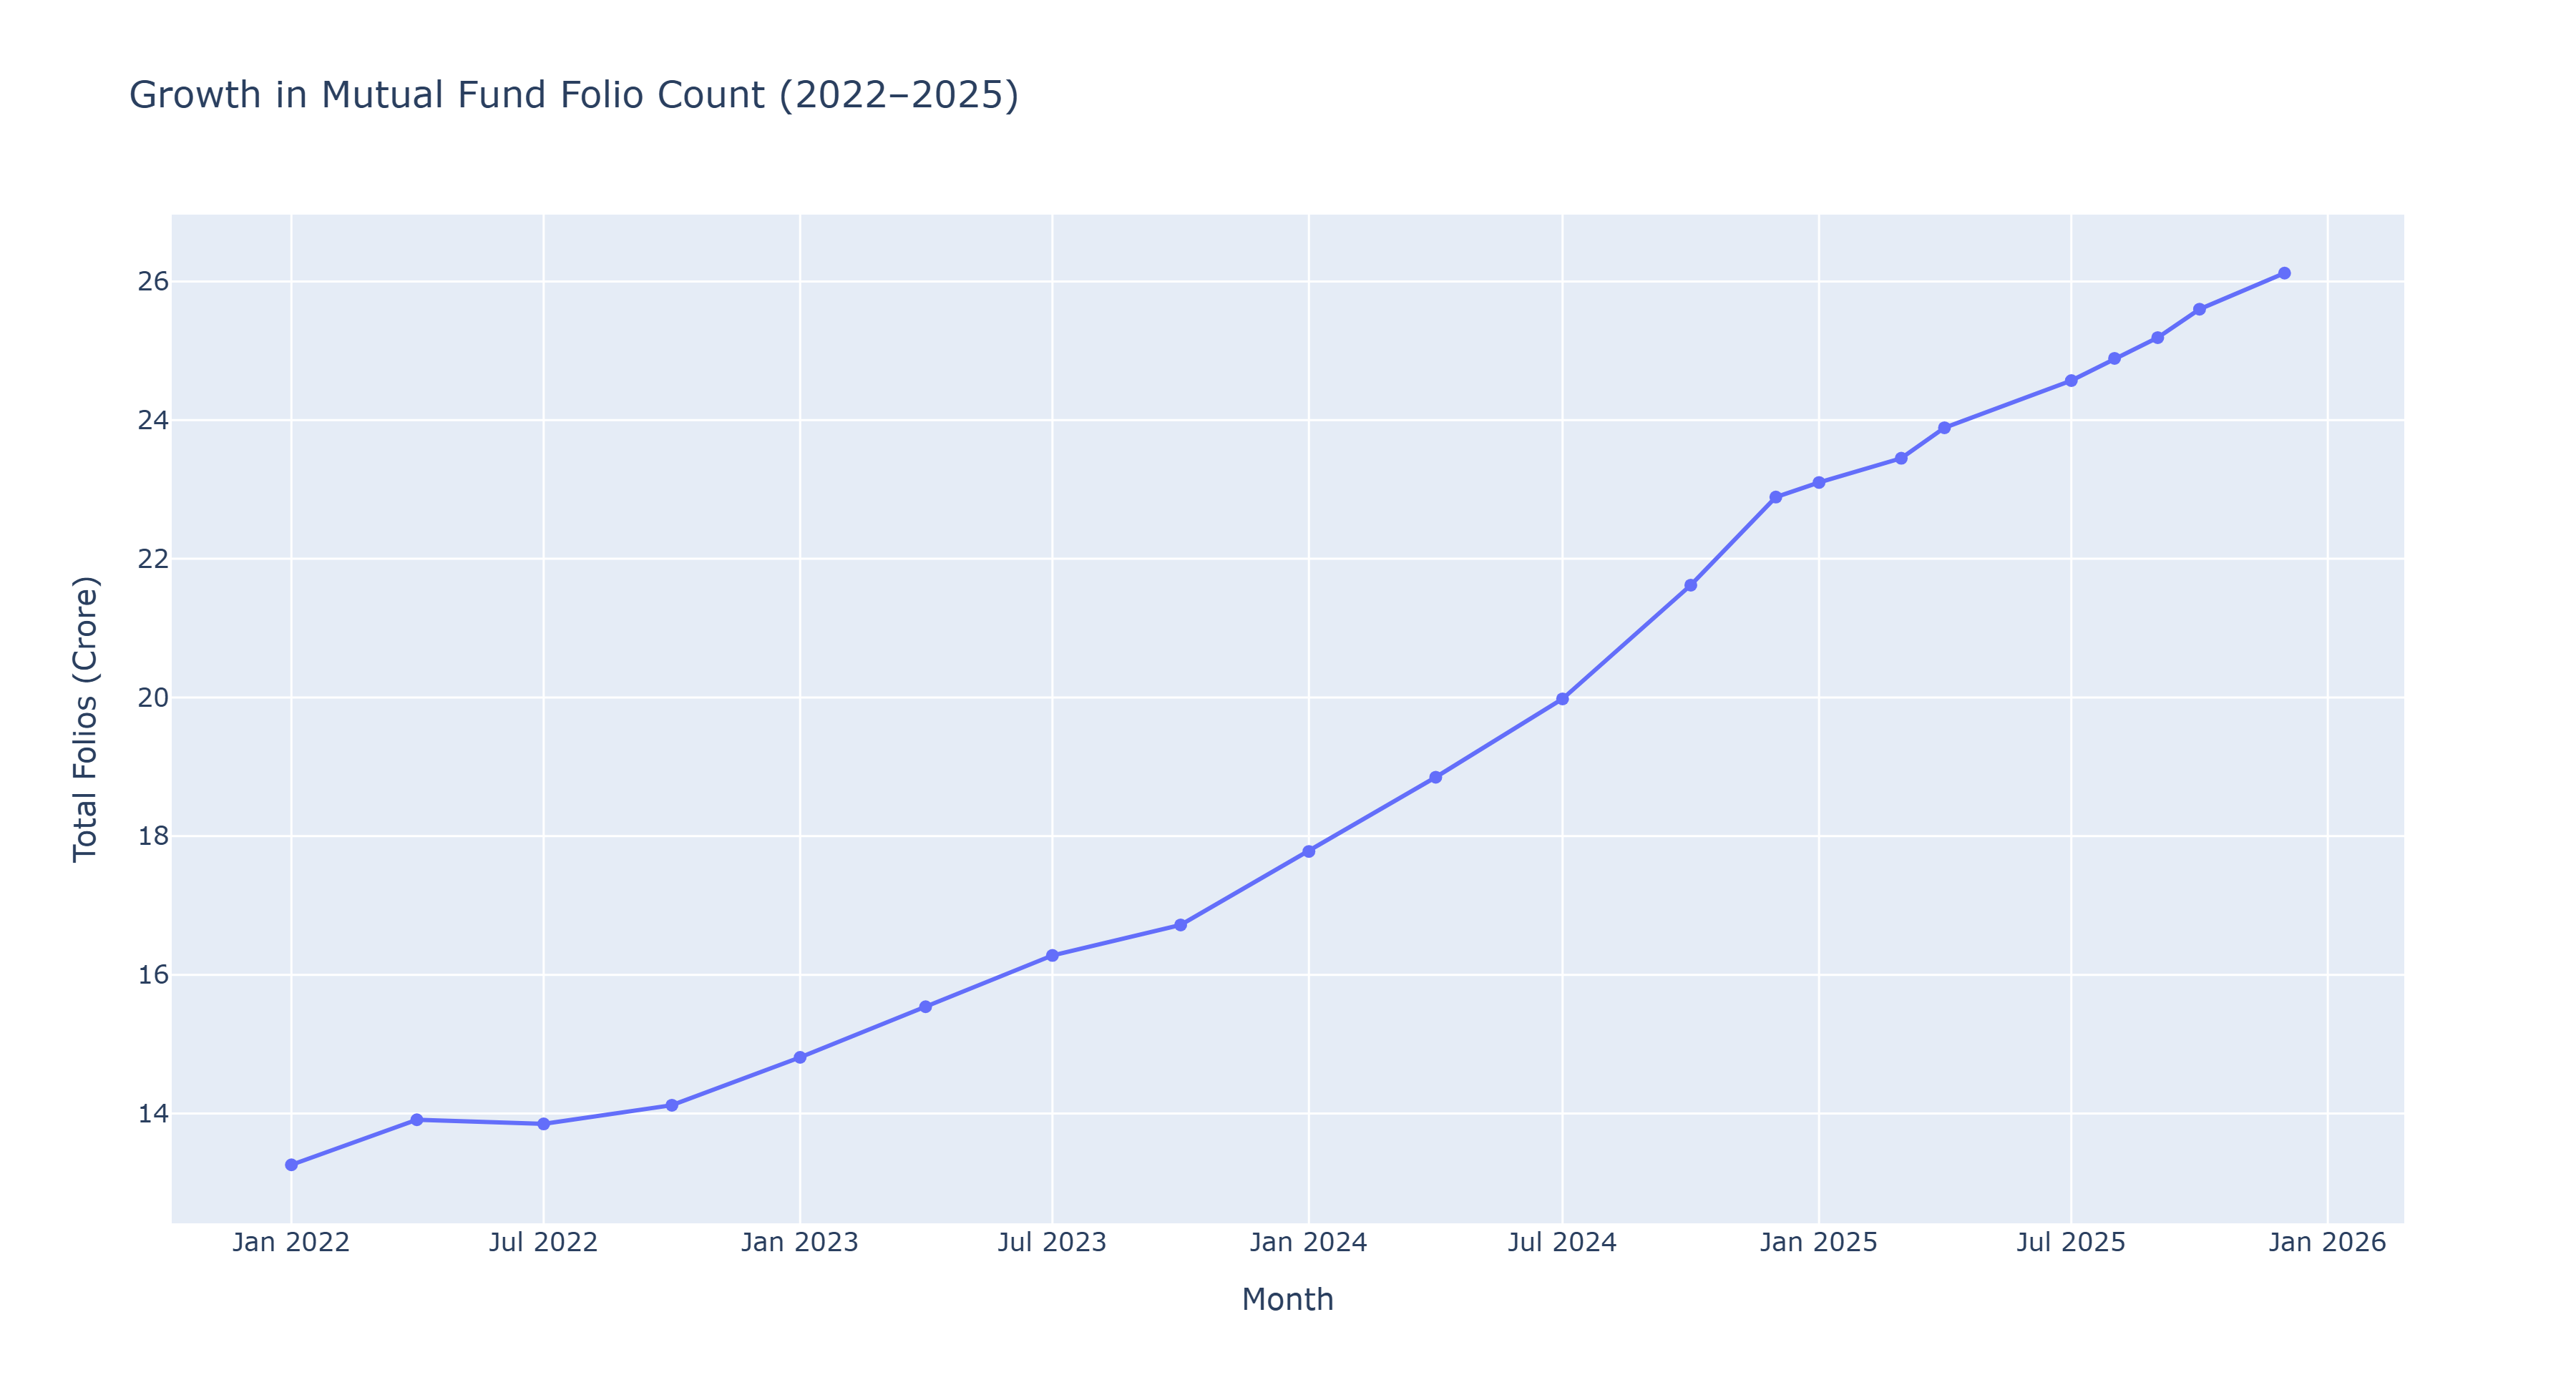 Growth in Mutual Fund Folio Count (2022–2025)
26
24
22
20
18
16
14
Total Folios (Crore)
Jan 2022 Jul 2022 Jan 2023 Jul 2023 Jan 2024 Jul 2024 Jan 2025 Jul 2025 Jan 2026
Month